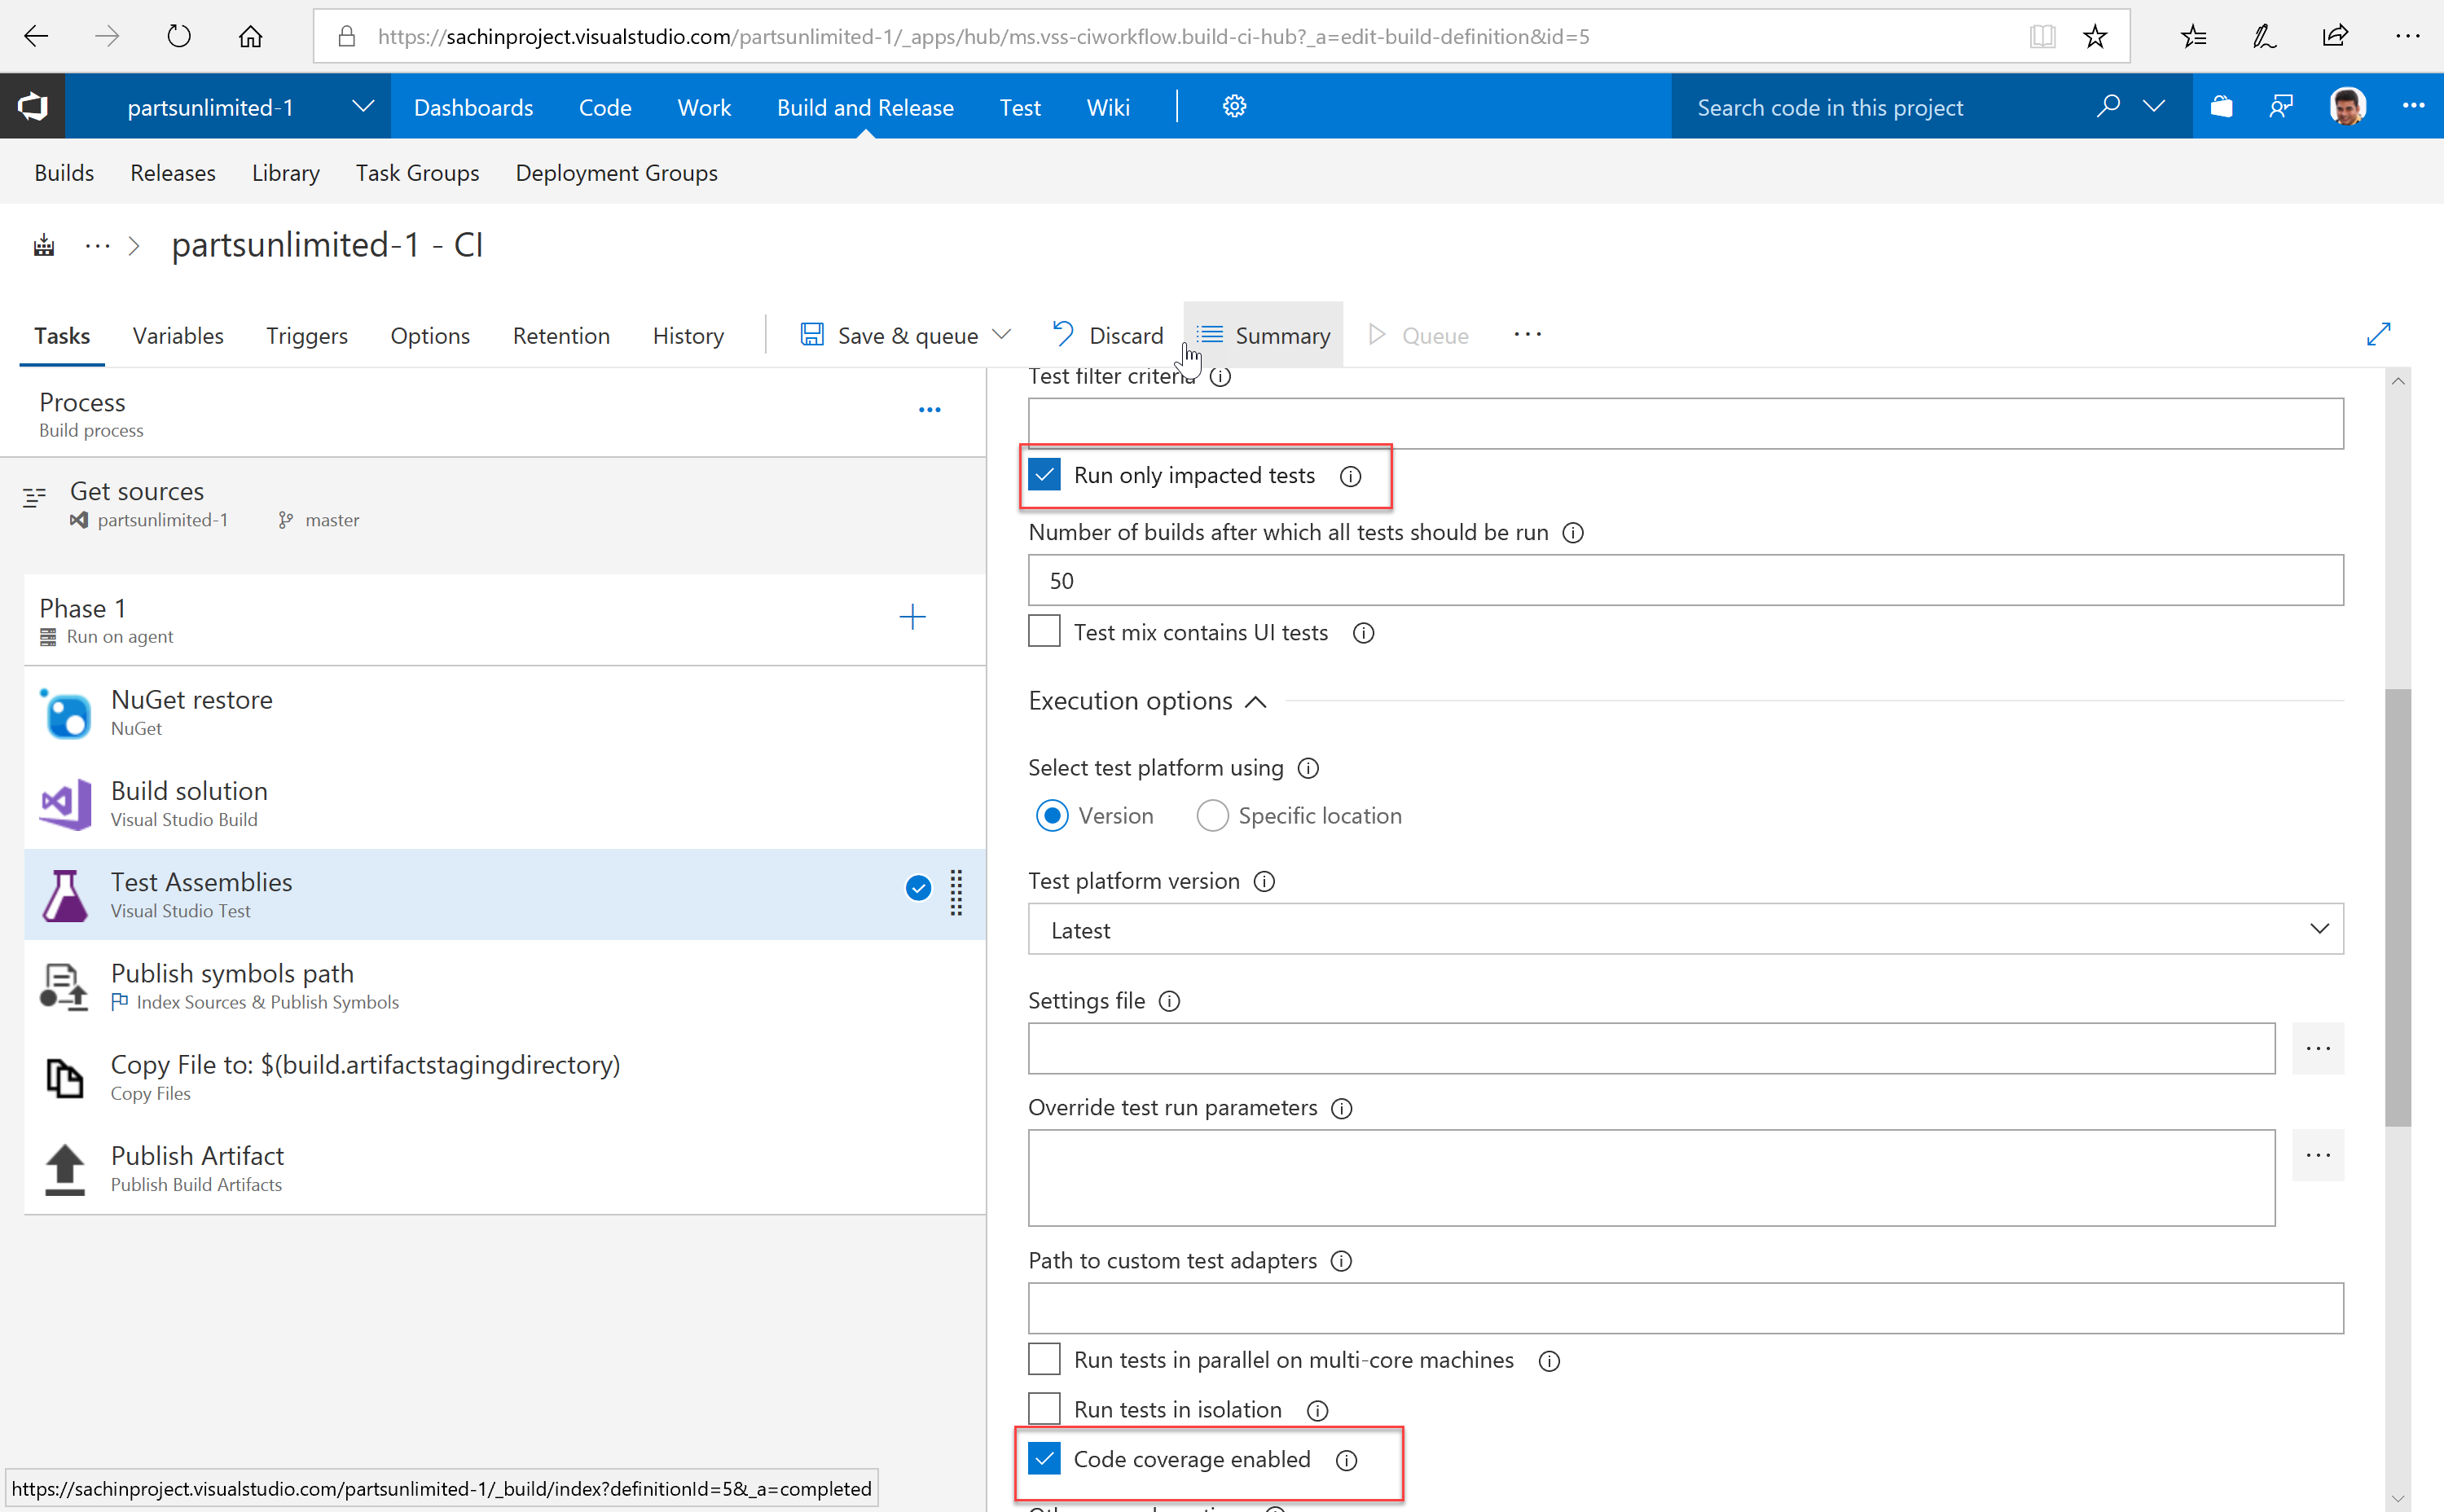 https://sachinproject.visualstudio.com/partsunlimited-1/_apps/hub/ms.vss-ciworkflow.build-ci-hub?_a=edit-build-definition&id=5
partsunlimited-1 Dashboards Code Work Build and Release Test Wiki Search code in this project
Builds Releases Library Task Groups Deployment Groups
partsunlimited-1 - CI
Tasks Variables Triggers Options Retention History Save & queue Discard Summary Queue
Process
Build process
Get sources
partsunlimited-1 master
Phase 1
Run on agent
NuGet restore
NuGet
Build solution
Visual Studio Build
Test Assemblies
Visual Studio Test
Publish symbols path
Index Sources & Publish Symbols
Copy File to: $(build.artifactstagingdirectory)
Copy Files
Publish Artifact
Publish Build Artifacts
Test filter criteria
Run only impacted tests
Number of builds after which all tests should be run
50
Test mix contains UI tests
Execution options
Select test platform using
Version Specific location
Test platform version
Latest
Settings file
Override test run parameters
Path to custom test adapters
Run tests in parallel on multi-core machines
Run tests in isolation
Code coverage enabled
https://sachinproject.visualstudio.com/partsunlimited-1/_build/index?definitionId=5&_a=completed